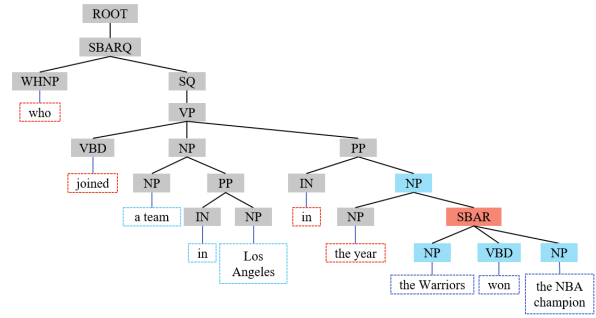 ROOT
SBARQ
WHNP SQ
who VP
VBD NP PP
joined NP PP IN NP
a team IN NP in NP SBAR
in Los Angeles the year NP VBD NP
the Warriors won the NBA champion